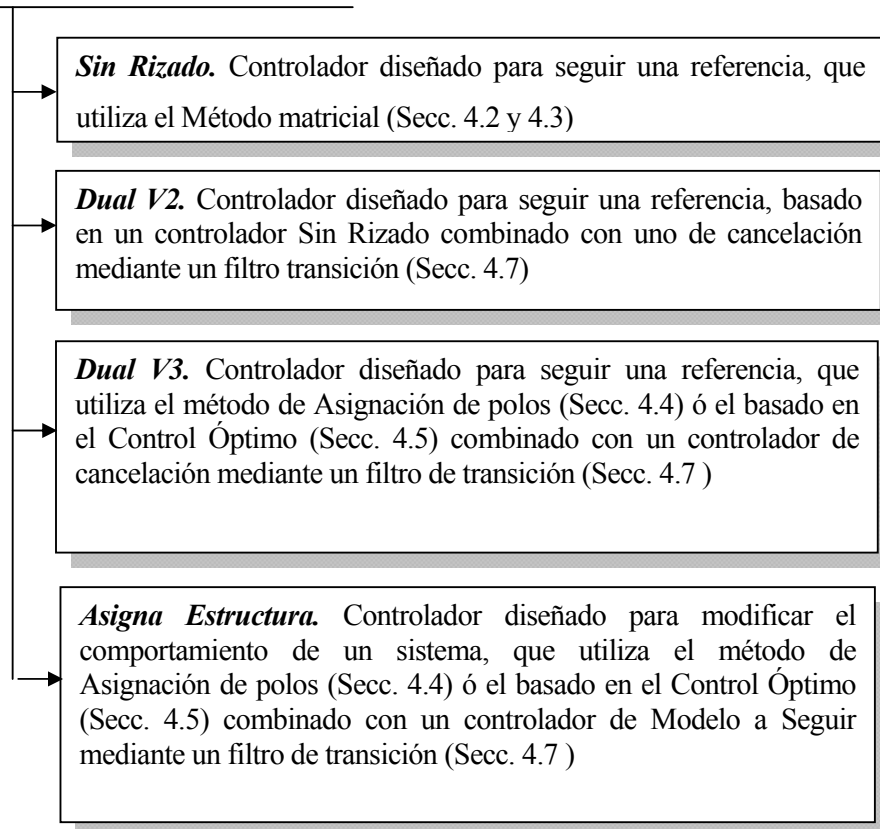 Sin Rizado. Controlador diseñado para seguir una referencia, que
utiliza el Método matricial (Secc. 4.2 y 4.3)
Dual V2. Controlador diseñado para seguir una referencia, basado
en un controlador Sin Rizado combinado con uno de cancelación
mediante un filtro transición (Secc. 4.7)
Dual V3. Controlador diseñado para seguir una referencia, que
utiliza el método de Asignación de polos (Secc. 4.4) ó el basado en
el Control Óptimo (Secc. 4.5) combinado con un controlador de
cancelación mediante un filtro de transición (Secc. 4.7 )
Asigna Estructura. Controlador diseñado para modificar el
comportamiento de un sistema, que utiliza el método de
Asignación de polos (Secc. 4.4) ó el basado en el Control Óptimo
(Secc. 4.5) combinado con un controlador de Modelo a Seguir
mediante un filtro de transición (Secc. 4.7 )